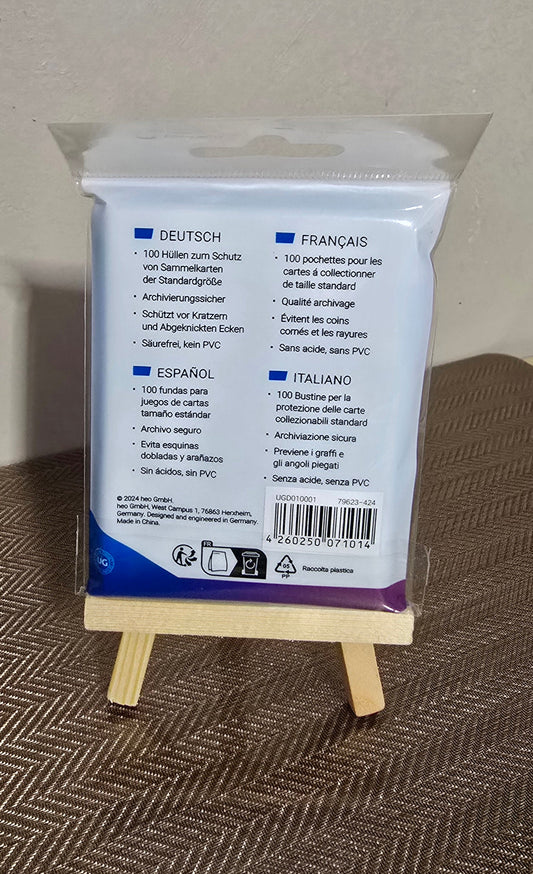 DEUTSCH
• 100 Hüllen zum Schutz
von Sammelkarten
der Standardgröße
• Archivierungssicher
• Schützt vor Kratzern
und Abgeknickten Ecken
• Säurefrei, kein PVC
FRANÇAIS
• 100 pochettes pour les
cartes á collectionner
de taille standard
• Qualité archivage
• Évitent les coins
cornés et les rayures
• Sans acide, sans PVC
ESPAÑOL
• 100 fundas para
juegos de cartas
tamaño estándar
• Archivo seguro
• Evita esquinas
dobladas y arañazos
• Sin ácidos, sin PVC
ITALIANO
• 100 Bustine per la
protezione delle carte
collezionabili standard
• Archiviazione sicura
• Previene i graffi e
gli angoli piegati
• Senza acide, senza PVC
© 2024 heo GmbH.
heo GmbH, West Campus 1, 76863 Herxheim,
Germany. Designed and engineered in Germany.
Made in China.
UGD010001 79623-424
4 260250 071014
UG
FR
05
PP
Raccolta plastica